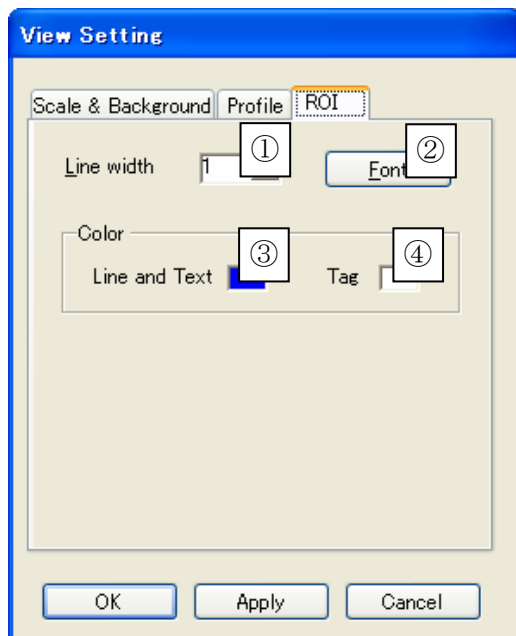 View Setting
Scale & Background Profile ROI
① ②
Line width 1 Font
Color
③ ④
Line and Text Tag
OK Apply Cancel